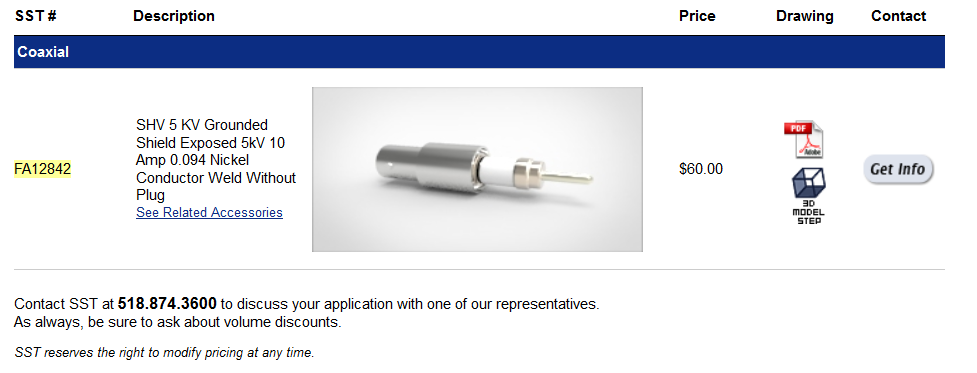 SST # Description Price Drawing Contact
Coaxial
FA12842
SHV 5 KV Grounded
Shield Exposed 5kV 10
Amp 0.094 Nickel
Conductor Weld Without
Plug
See Related Accessories
$60.00
PDF
Adobe
3D
MODEL
STEP
Get Info
Contact SST at 518.874.3600 to discuss your application with one of our representatives.
As always, be sure to ask about volume discounts.
SST reserves the right to modify pricing at any time.